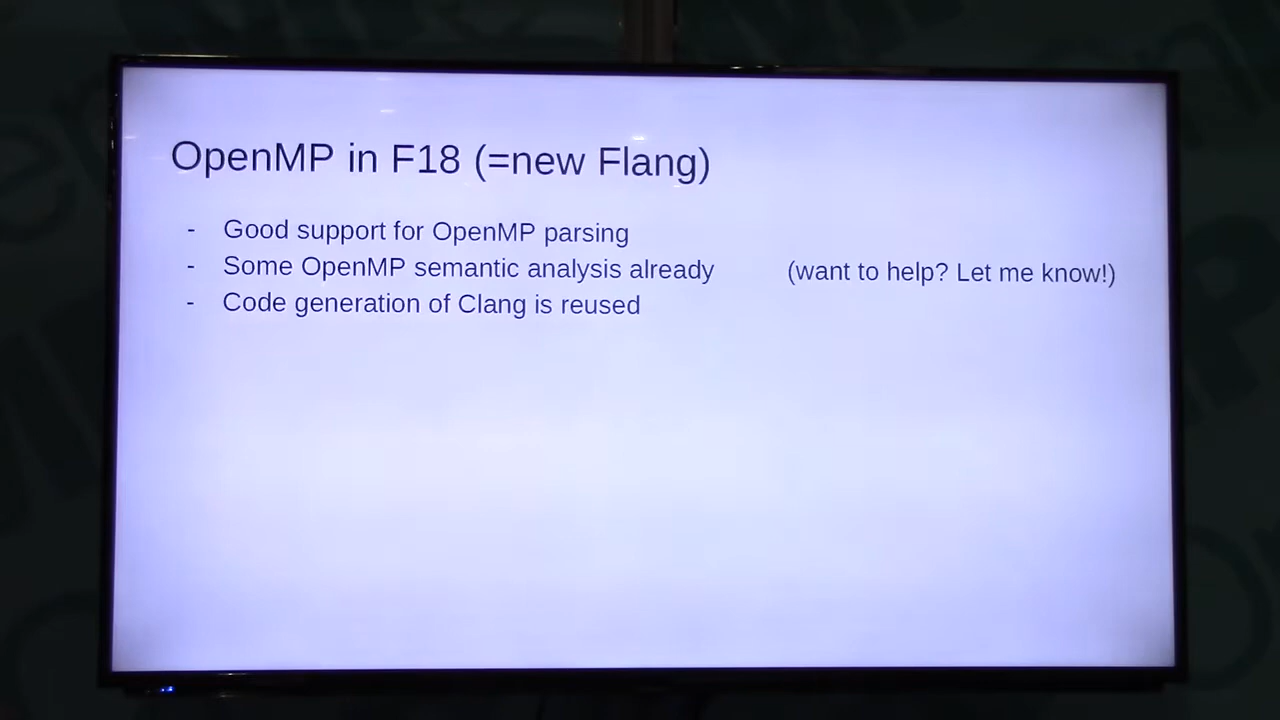 OpenMP in F18 (=new Flang)
- Good support for OpenMP parsing
- Some OpenMP semantic analysis already (want to help? Let me know!)
- Code generation of Clang is reused